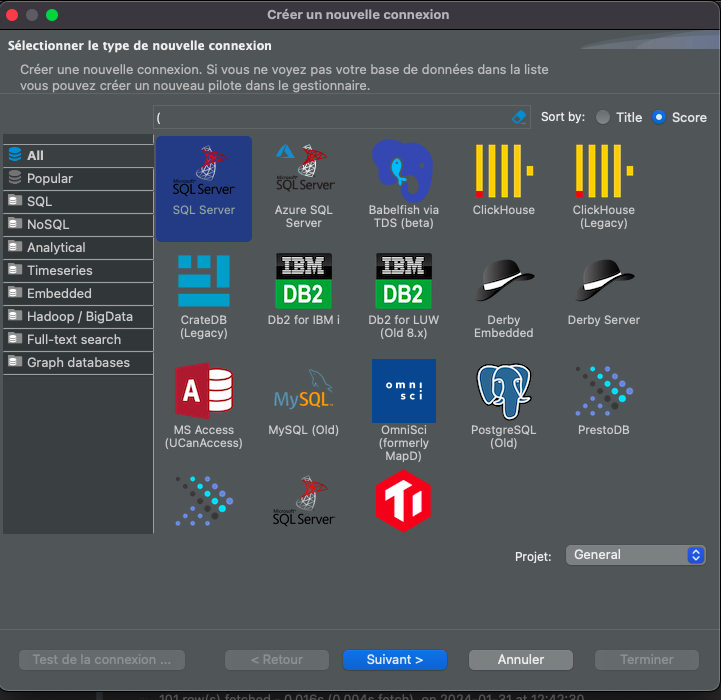 Créer un nouvelle connexion
Sélectionner le type de nouvelle connexion
Créer une nouvelle connexion. Si vous ne voyez pas votre base de données dans la liste
vous pouvez créer un nouveau pilote dans le gestionnaire.
(
Sort by:
Title
Score
All
Popular
SQL
NoSQL
Analytical
Timeseries
Embedded
Hadoop / BigData
Full-text search
Graph databases
Microsoft
SQL Server
SQL Server
Microsoft
SQL Server
Azure SQL
Server
Babelfish via
TDS (beta)
ClickHouse
ClickHouse
(Legacy)
CrateDB
(Legacy)
IBM
DB2
Db2 for IBM i
IBM
DB2
Db2 for LUW
(Old 8.x)
Derby
Embedded
Derby Server
A
MS Access
(UCanAccess)
MySQL
MySQL (Old)
omni
sci
OmniSci
(formerly
MapD)
PostgreSQL
(Old)
PrestoDB
Microsoft
SQL Server
Projet:
General
Test de la connexion ...
< Retour
Suivant >
Annuler
Terminer
101 row(s) fetched - 0.016s (0.004s fetch), on 2024-01-31 at 12:42:30